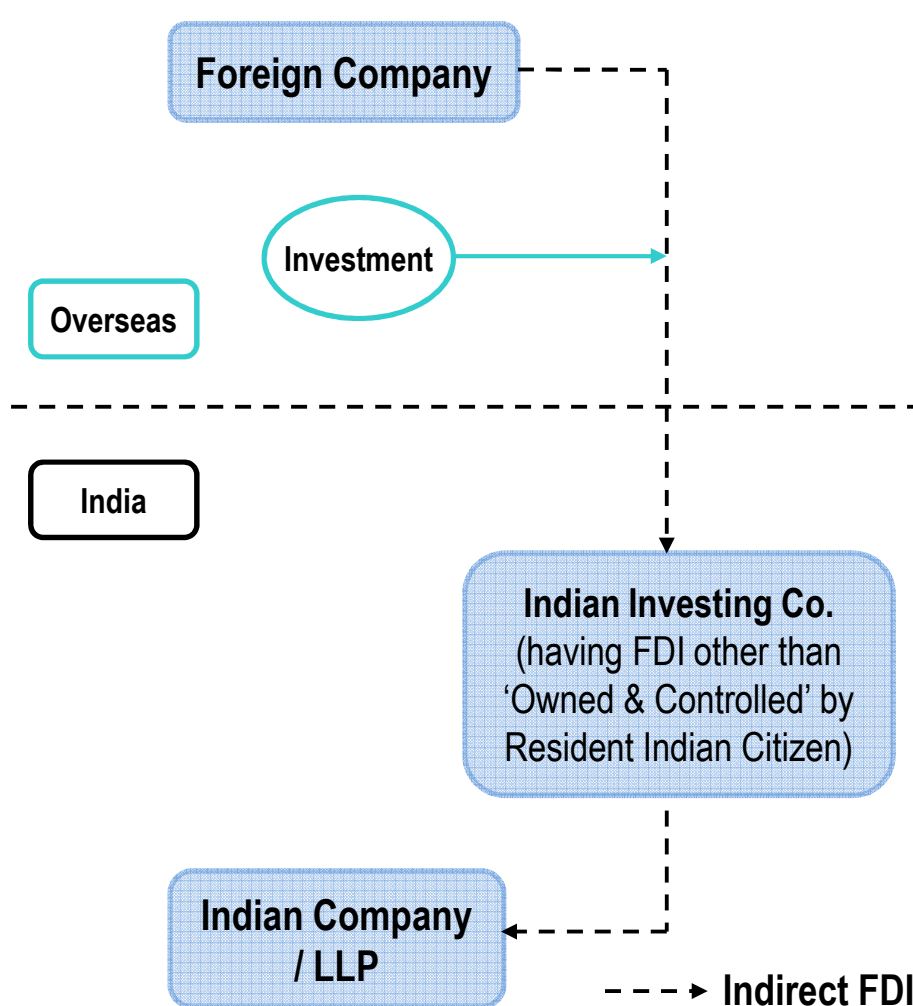 Foreign Company
Investment
Overseas
India
Indian Investing Co.
(having FDI other than
‘Owned & Controlled’ by
Resident Indian Citizen)
Indian Company
/ LLP
Indirect FDI